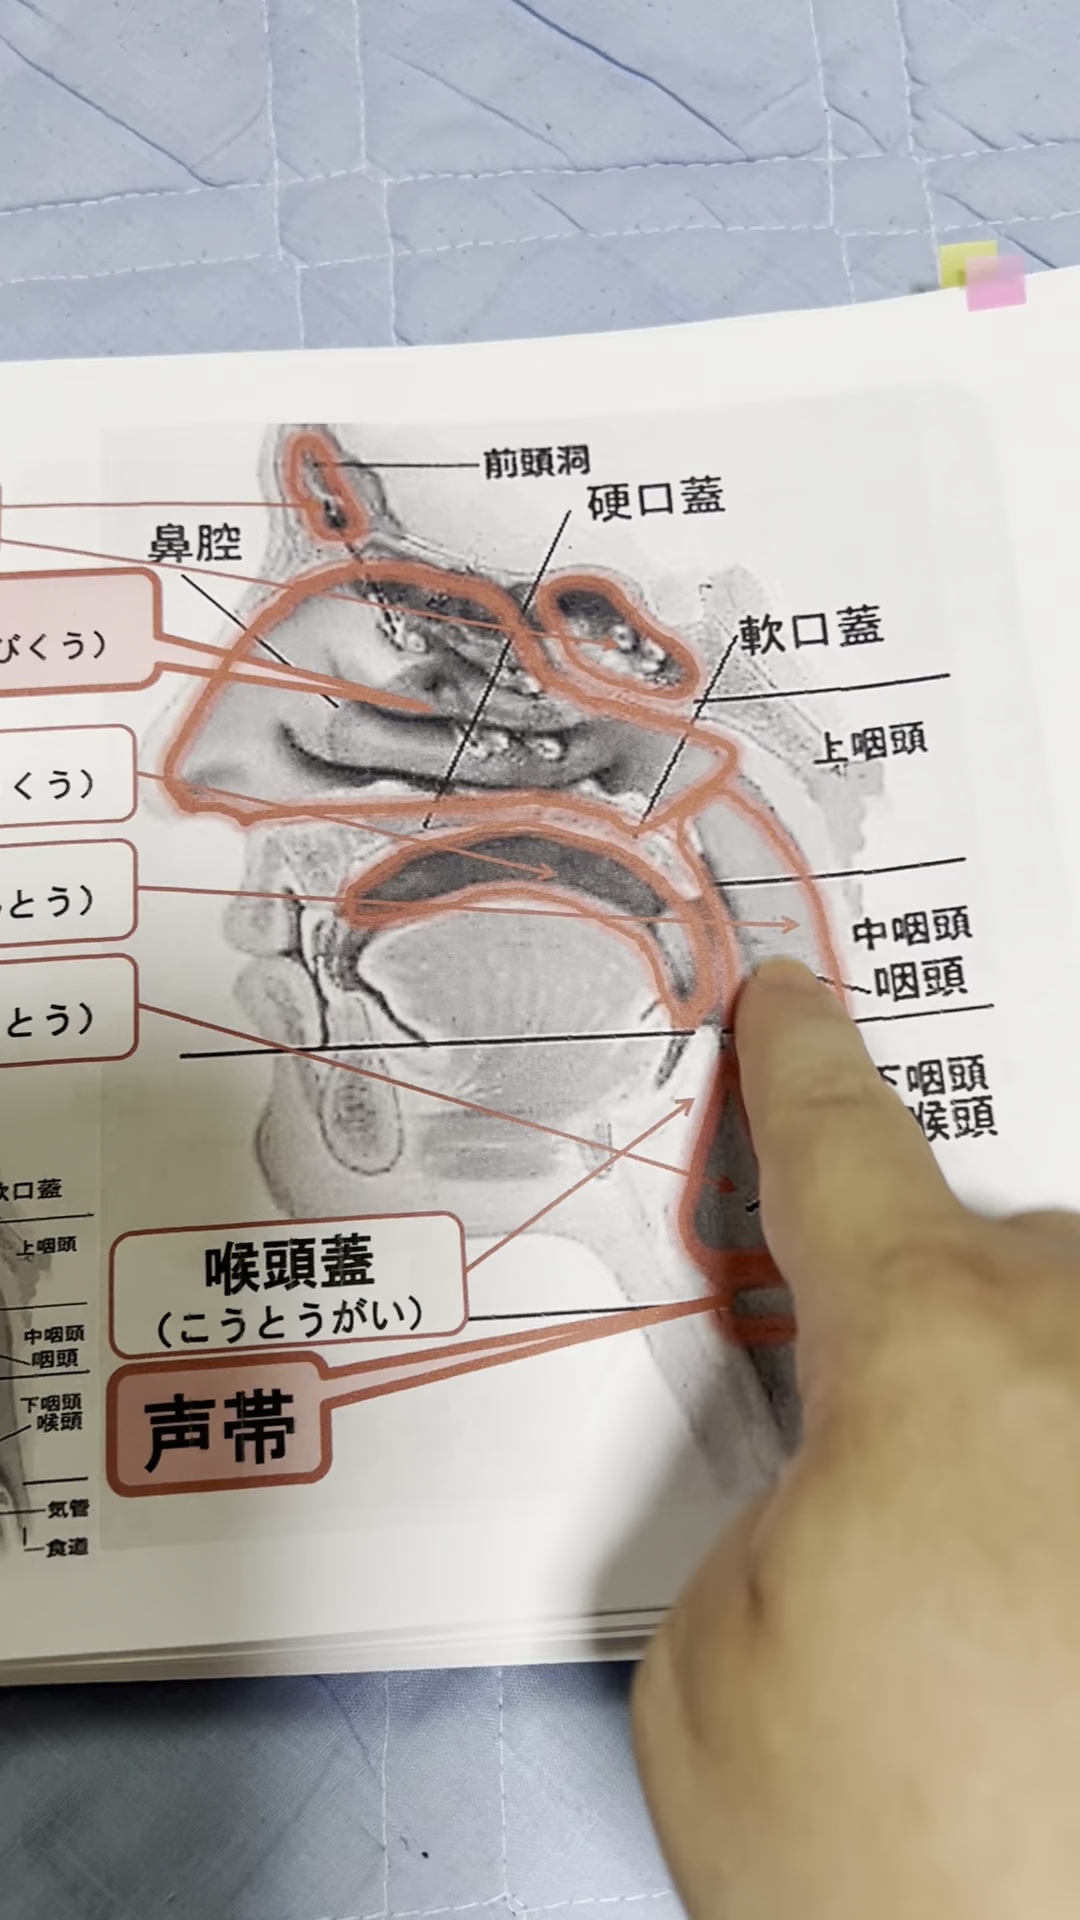 前頭洞
硬口蓋
鼻腔
びくう）
軟口蓋
上咽頭
くう）
とう）
中咽頭
咽頭
とう）
下咽頭
喉頭
軟口蓋
上咽頭
中咽頭
咽頭
下咽頭
喉頭
気管
食道
喉頭蓋
（こうとうがい）
声帯